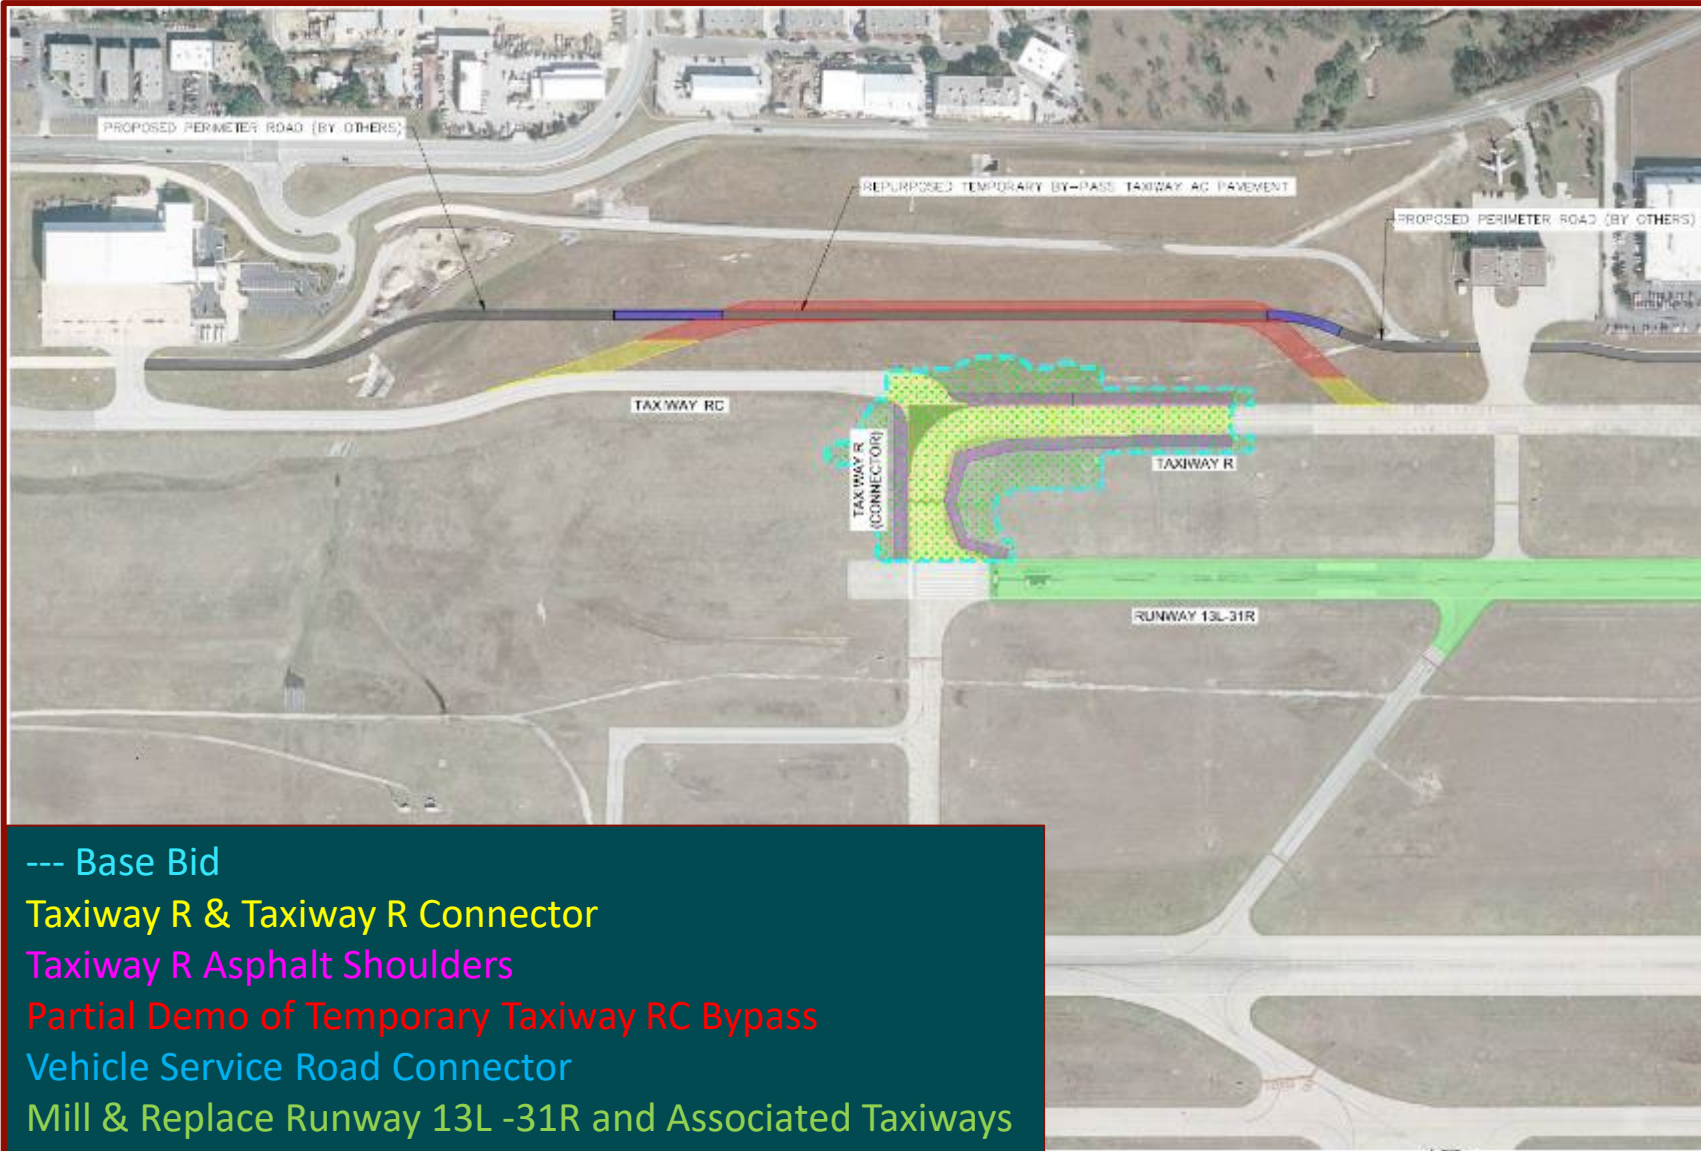 PROPOSED PERIMETER ROAD (BY OTHERS)
REPURPOSED TEMPORARY BY-PASS TAXIWAY AC PAVEMENT
PROPOSED PERIMETER ROAD (BY OTHERS)
TAXIWAY RC
TAXIWAY R
(CONNECTOR)
TAXIWAY R
RUNWAY 13L-31R
--- Base Bid
Taxiway R & Taxiway R Connector
Taxiway R Asphalt Shoulders
Partial Demo of Temporary Taxiway RC Bypass
Vehicle Service Road Connector
Mill & Replace Runway 13L -31R and Associated Taxiways